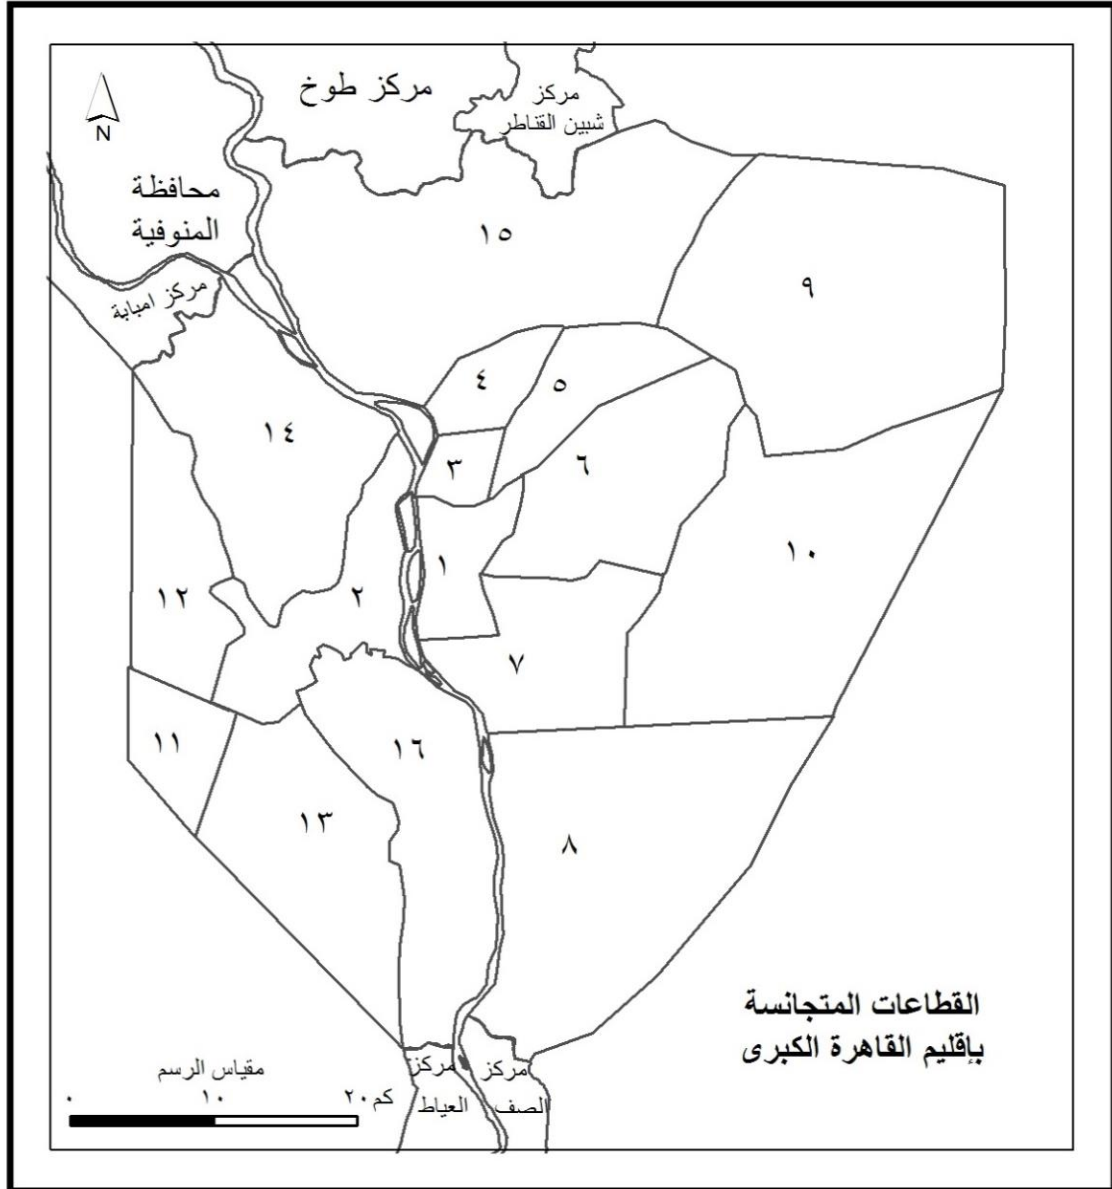 مركز طوخ
مركز
شبين القناطر
N
محافظة
المنوفية
مركز امبابة
١٥
٩
٤
٥
١٤
٣
٦
١
١٠
١٢
٢
٧
١١
١٦
١٣
٨
القطاعات المتجانسة
بإقليم القاهرة الكبرى
مركز
العياط
مركز
الصف
مقياس الرسم
٠ ١٠ ٢٠ كم